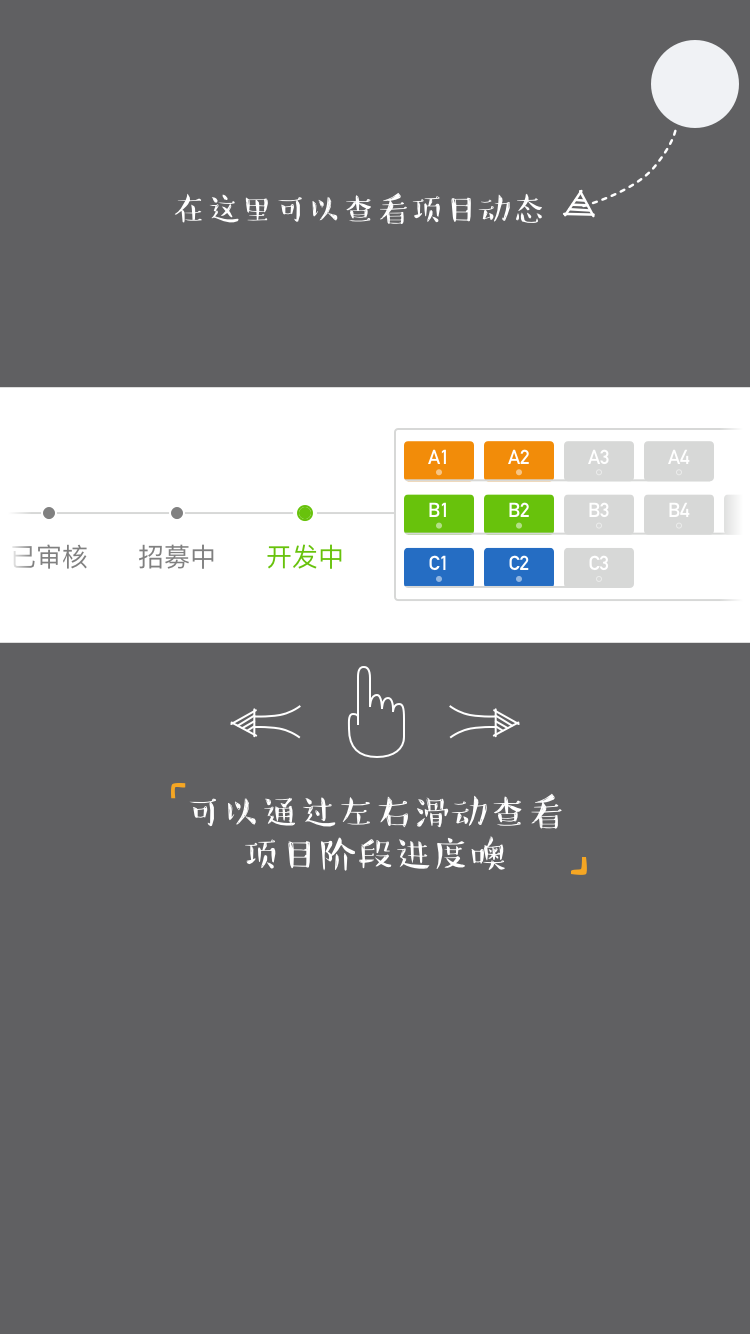 在这里可以查看项目动态
A1 A2 A3 A4
B1 B2 B3 B4
已审核 招募中 开发中
C1 C2 C3
可以通过左右滑动查看
项目阶段进度噢